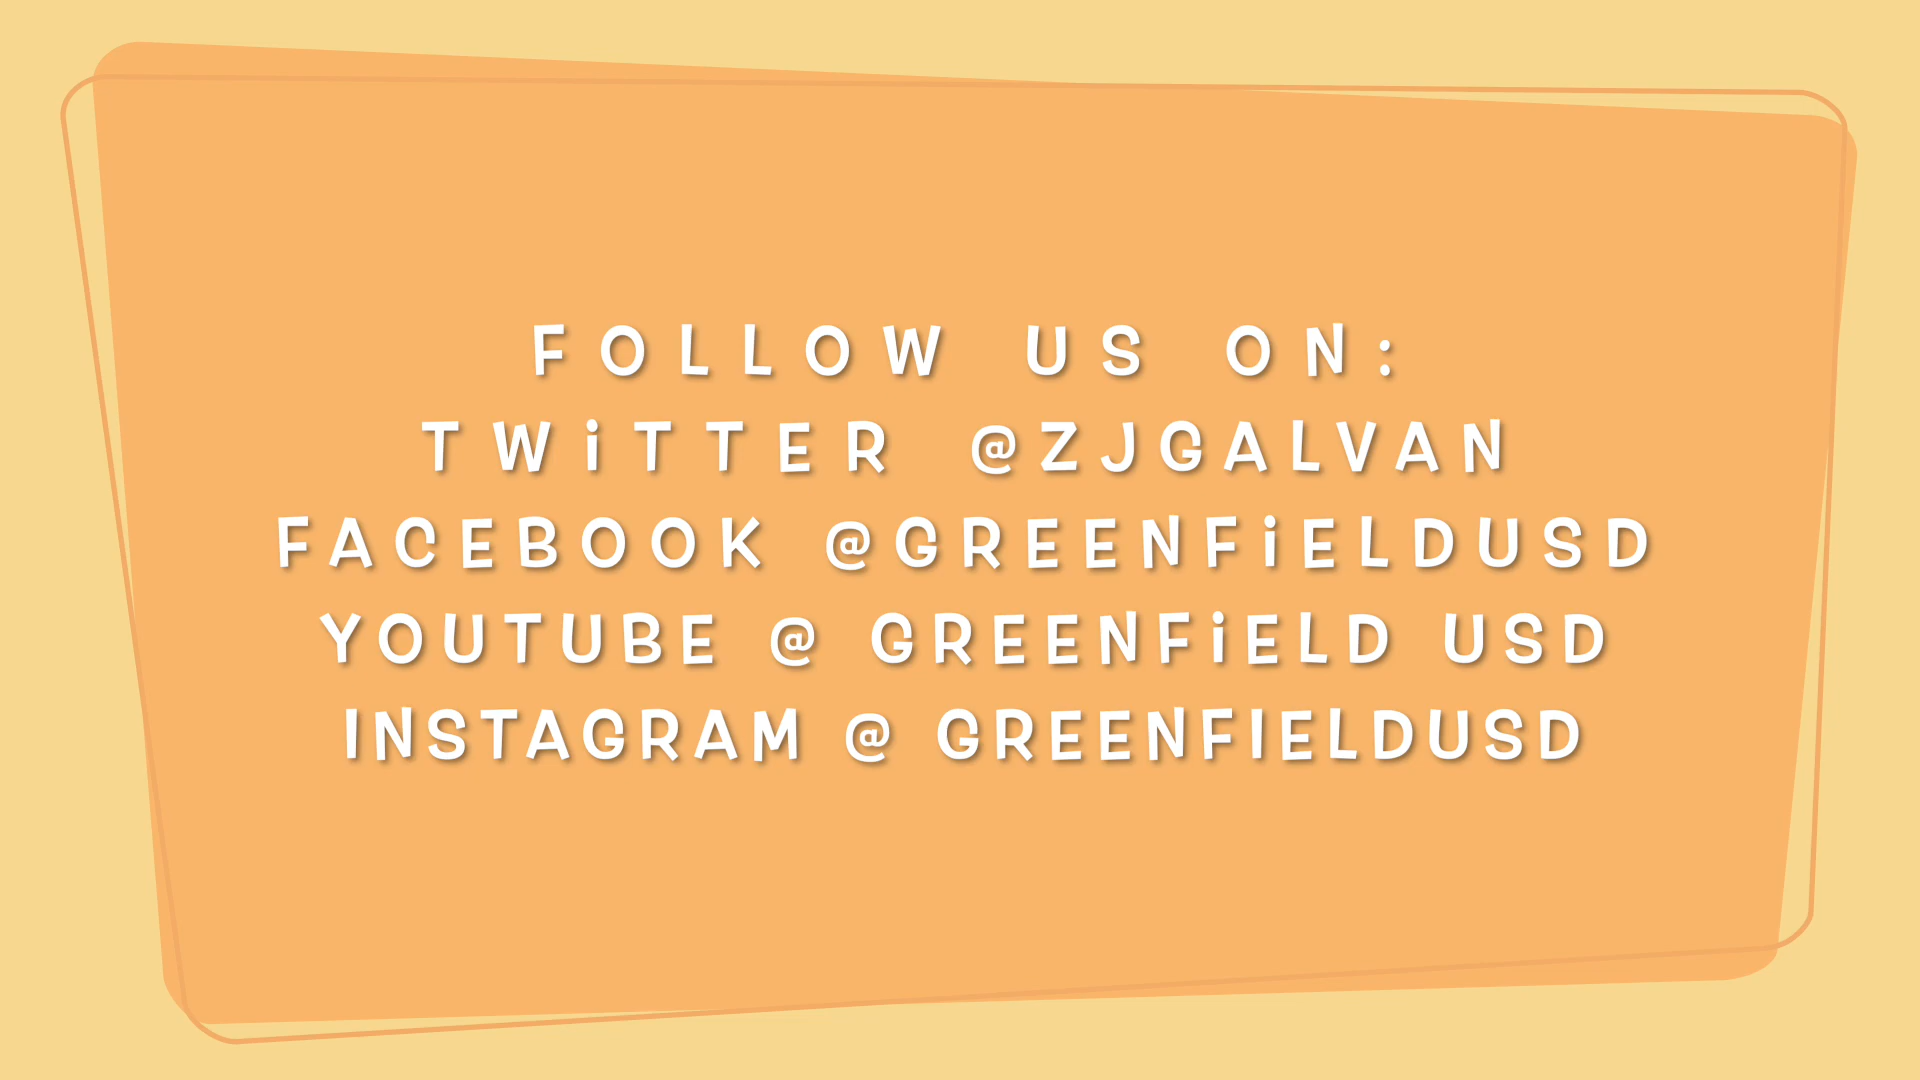 FOLLOW US ON:
TWiTTER @ZJGALVAN
FACEBOOK @GREENFiELDUSD
YOUTUBE @ GREENFiELD USD
INSTAGRAM @ GREENFIELDUSD